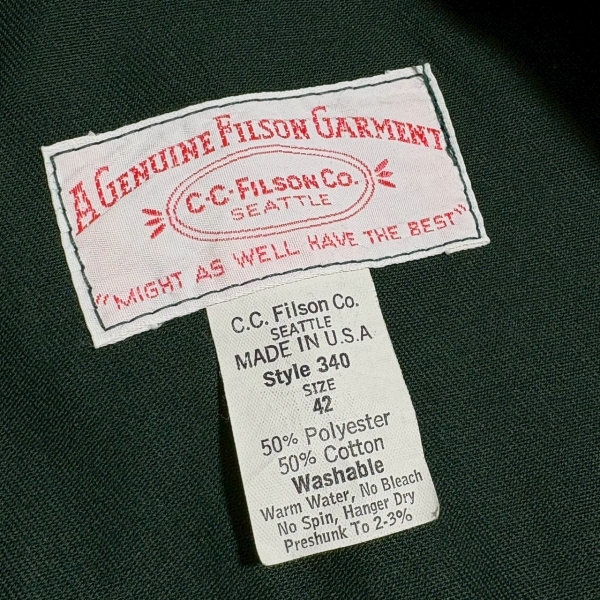 A GENUINE FILSON GARMENT
C·C·FILSON CO.
SEATTLE
"MIGHT AS WELL HAVE THE BEST"
C.C. Filson Co.
SEATTLE
MADE IN U.S.A
Style 340
SIZE
42
50% Polyester
50% Cotton
Washable
Warm Water, No Bleach
No Spin, Hanger Dry
Preshunk To 2-3%